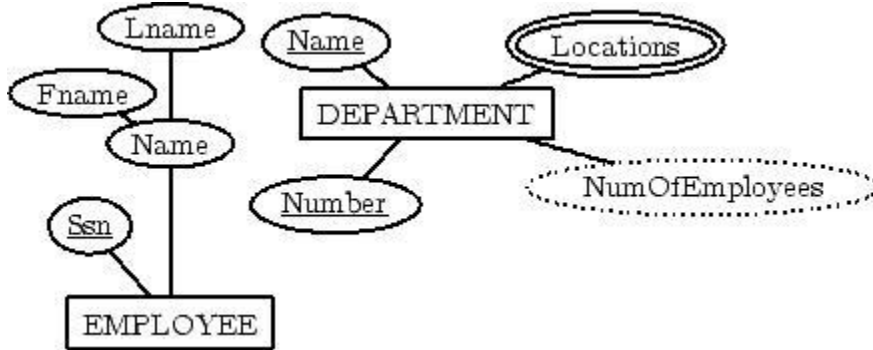 Lname
Fname
Name
Ssn
EMPLOYEE
Name
Locations
DEPARTMENT
Number
NumOfEmployees